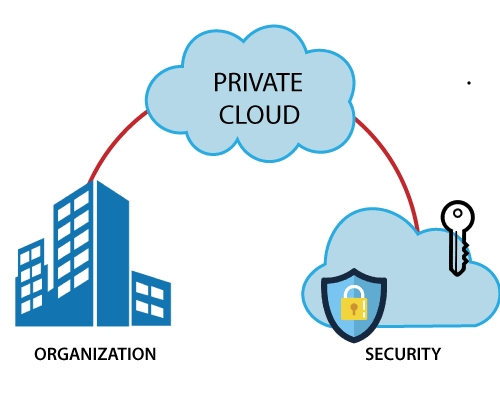 PRIVATE
CLOUD
ORGANIZATION
SECURITY